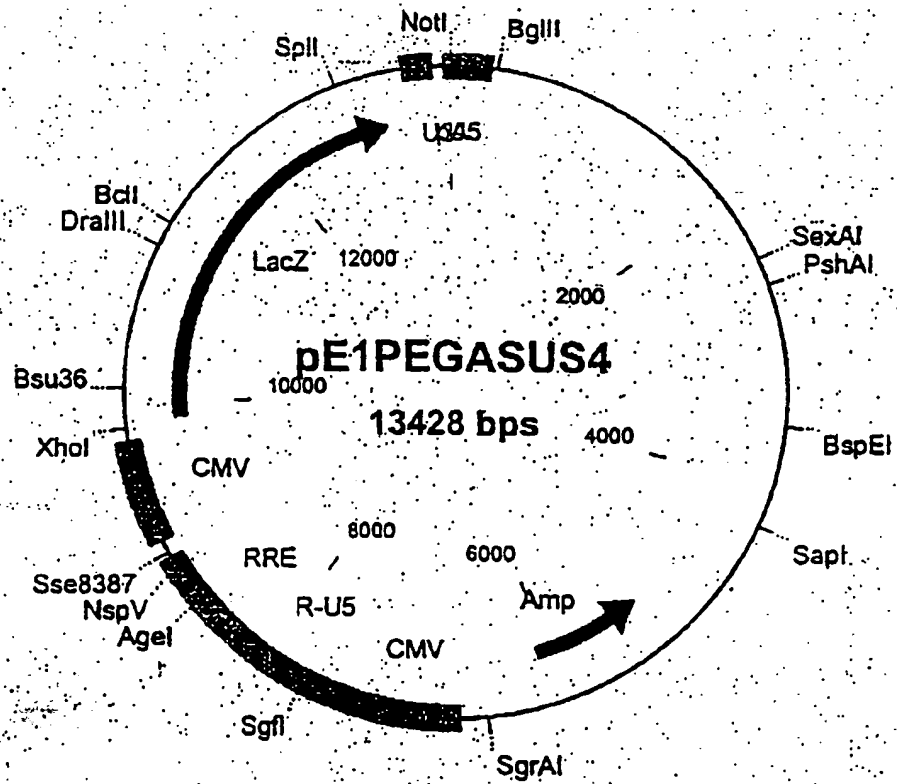 NotI
BglII
SplI
BclI
DraIII
LacZ
12000
SexAI
PshAI
2000
pE1PEGASUS4
13428 bps
Bsu36
10000
XhoI
4000
BspEI
CMV
8000
6000
SapI
RRE
Sse8387
NspV
AgeI
R-U5
Amp
CMV
SgfI
SgrAI